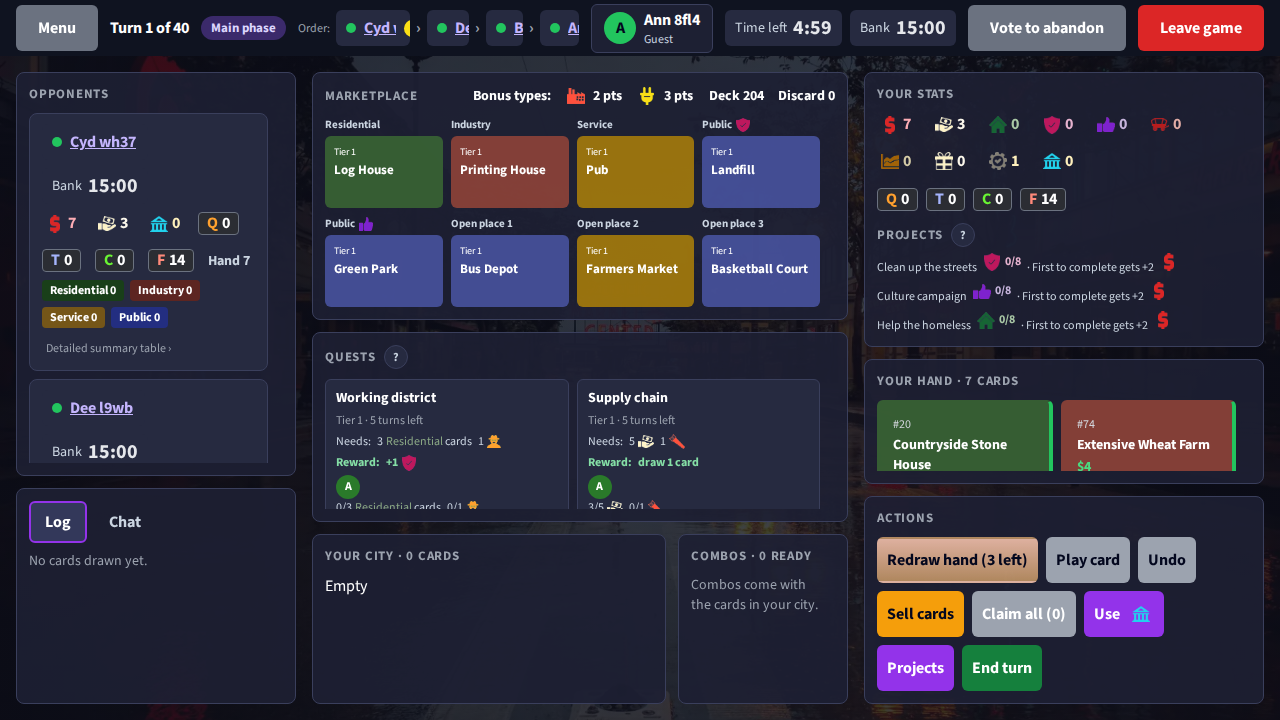 Menu
Turn 1 of 40
Main phase
Order:
Cyd
›
De
›
B
›
A
A
Ann 8fl4
Guest
Time left 4:59
Bank 15:00
Vote to abandon
Leave game
OPPONENTS
Cyd wh37
Bank 15:00
7 3 0 Q 0
T 0 C 0 F 14 Hand 7
Residential 0 Industry 0
Service 0 Public 0
Detailed summary table ›
Dee l9wb
Bank 15:00
Log Chat
No cards drawn yet.
MARKETPLACE Bonus types: 2 pts 3 pts Deck 204 Discard 0
Residential Industry Service Public
Tier 1 Tier 1 Tier 1 Tier 1
Log House Printing House Pub Landfill
Public Open place 1 Open place 2 Open place 3
Tier 1 Tier 1 Tier 1 Tier 1
Green Park Bus Depot Farmers Market Basketball Court
QUESTS ?
Working district
Tier 1 · 5 turns left
Needs: 3 Residential cards 1
Reward: +1
A
0/3 Residential cards 0/1
Supply chain
Tier 1 · 5 turns left
Needs: 5 1
Reward: draw 1 card
A
3/5 0/1
YOUR CITY · 0 CARDS
Empty
COMBOS · 0 READY
Combos come with
the cards in your city.
YOUR STATS
7 3 0 0 0 0
0 0 1 0
Q 0 T 0 C 0 F 14
PROJECTS ?
Clean up the streets 0/8 · First to complete gets +2
Culture campaign 0/8 · First to complete gets +2
Help the homeless 0/8 · First to complete gets +2
YOUR HAND · 7 CARDS
#20
Countryside Stone
House
#74
Extensive Wheat Farm
$4
ACTIONS
Redraw hand (3 left) Play card Undo
Sell cards Claim all (0) Use
Projects End turn